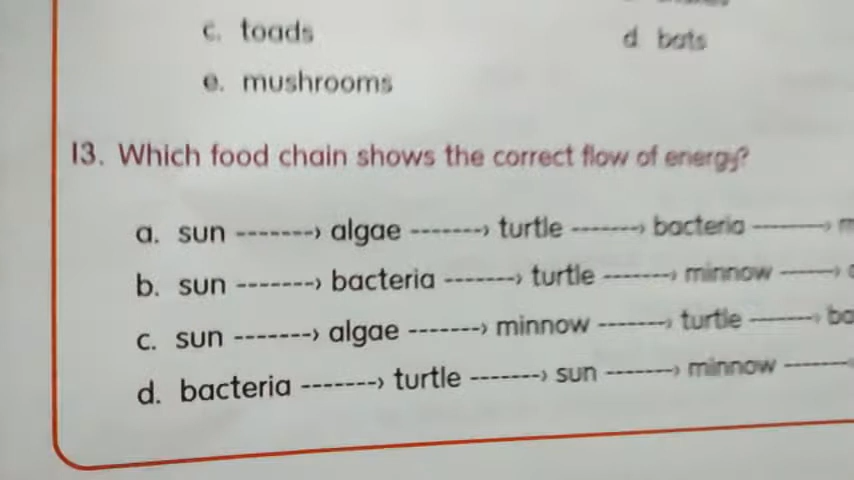 c. toads
d bats
e. mushrooms
13. Which food chain shows the correct flow of energy?
a. sun -------> algae -------> turtle -------> bacteria -------->
b. sun -------> bacteria -------> turtle -------> minnow ------>
c. sun -------> algae -------> minnow -------> turtle ------->
d. bacteria -------> turtle -------> sun -------> minnow -------